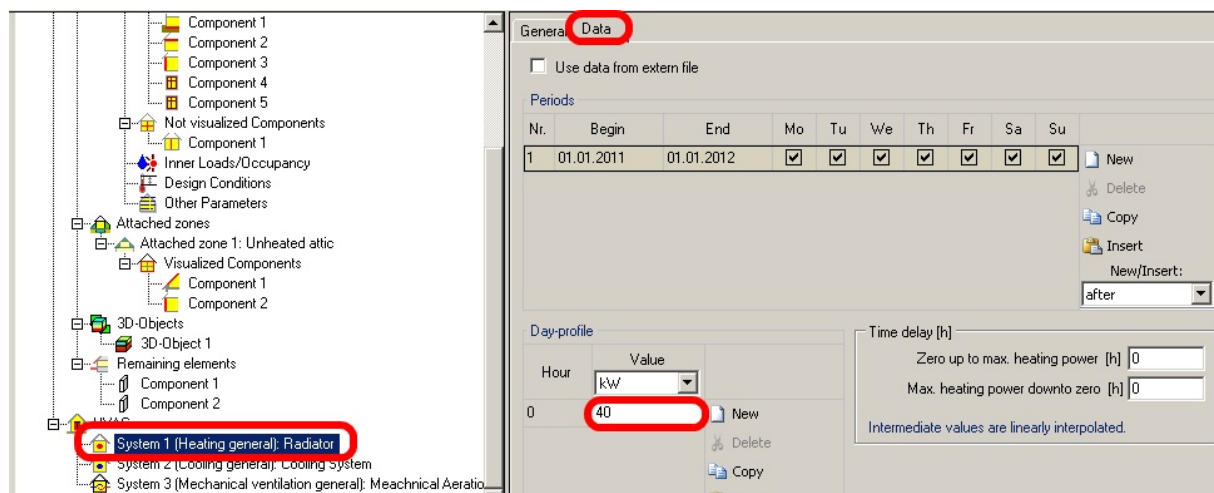 Component 1
Component 2
Component 3
Component 4
Component 5
Not visualized Components
Component 1
Inner Loads/Occupancy
Design Conditions
Other Parameters
Attached zones
Attached zone 1: Unheated attic
Visualized Components
Component 1
Component 2
3D-Objects
3D-Object 1
Remaining elements
Component 1
Component 2
HVAC
System 1 (Heating general): Radiator
System 2 (Cooling general): Cooling System
System 3 (Mechanical ventilation general): Meachnical Aeratio
General Data
Use data from extern file
Periods
Nr. Begin End Mo Tu We Th Fr Sa Su
1 01.01.2011 01.01.2012
New
Delete
Copy
Insert
New/Insert:
after
Day-profile
Hour Value
kW
0 40
New
Delete
Copy
Time delay [h]
Zero up to max. heating power [h] 0
Max. heating power downto zero [h] 0
Intermediate values are linearly interpolated.